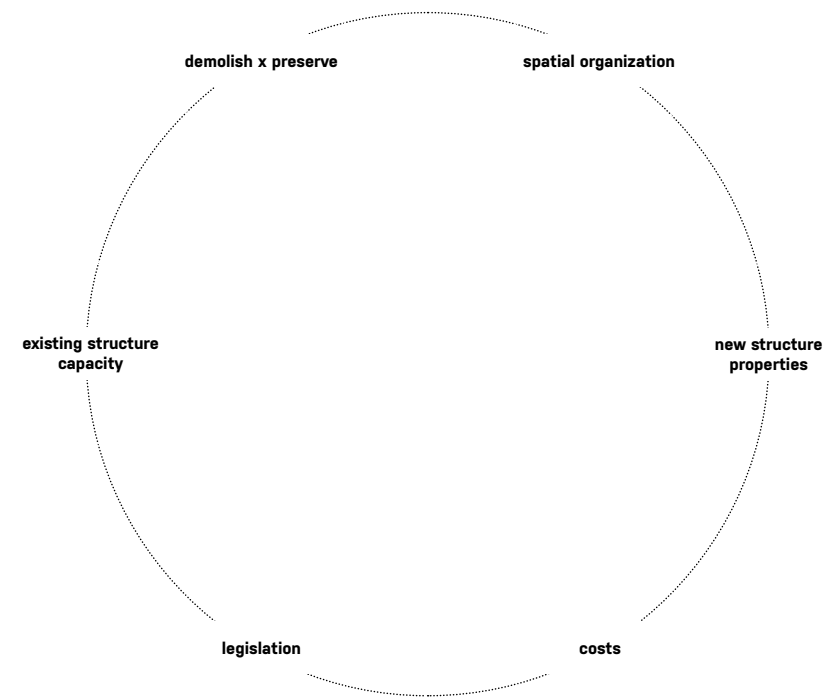 demolish x preserve
spatial organization
existing structure
capacity
new structure
properties
legislation
costs